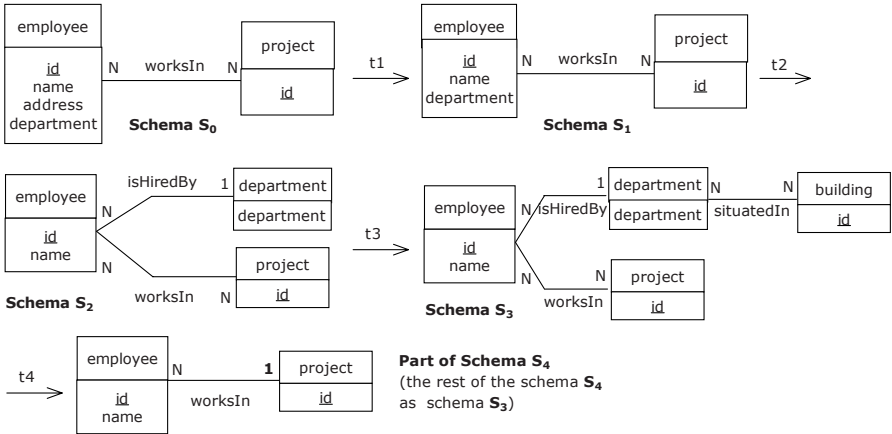 employee
id
name
address
department
N worksIn N
project
id
Schema S0
t1
employee
id
name
department
N worksIn N
project
id
Schema S1
t2
employee
id
name
N
isHiredBy 1
department
department
N
worksIn N
project
id
Schema S2
t3
employee
id
name
N
isHiredBy
1
department
department
N N
situatedIn
building
id
N
worksIn
N
project
id
Schema S3
t4
employee
id
name
N 1
worksIn
project
id
Part of Schema S4
(the rest of the schema S4
as schema S3)